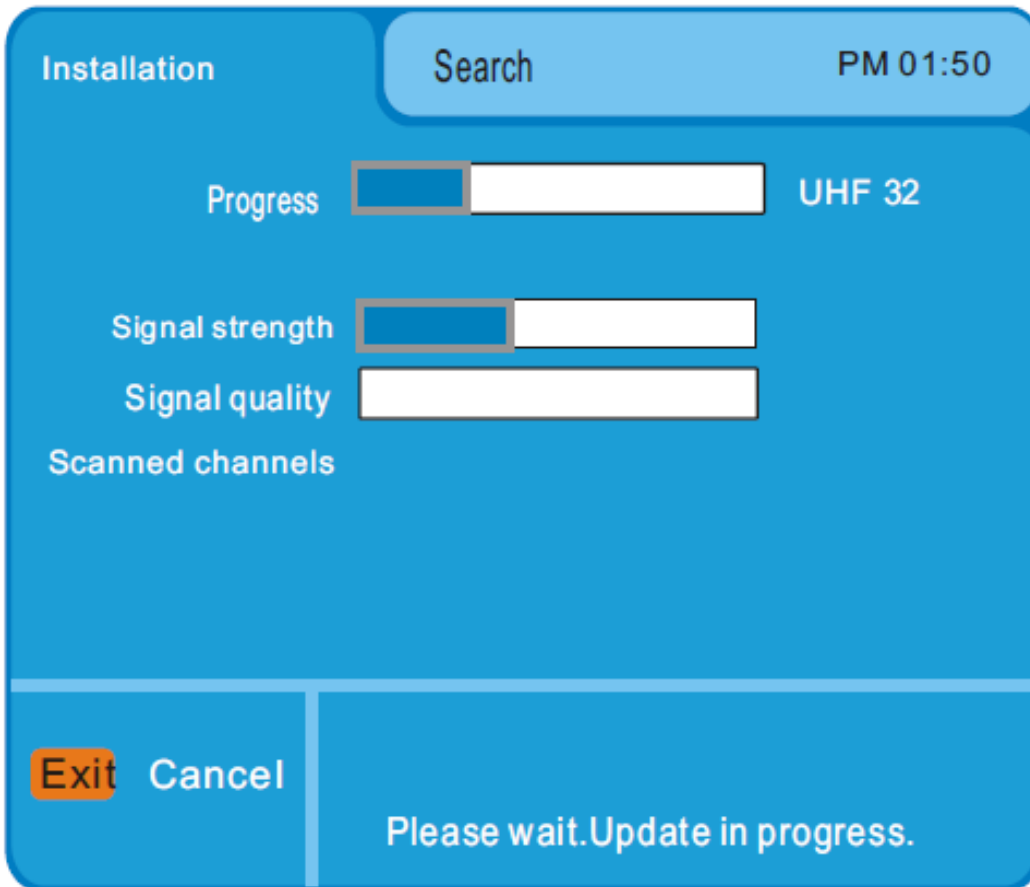 Installation
Search
PM 01:50
Progress
UHF 32
Signal strength
Signal quality
Scanned channels
Exit Cancel
Please wait.Update in progress.